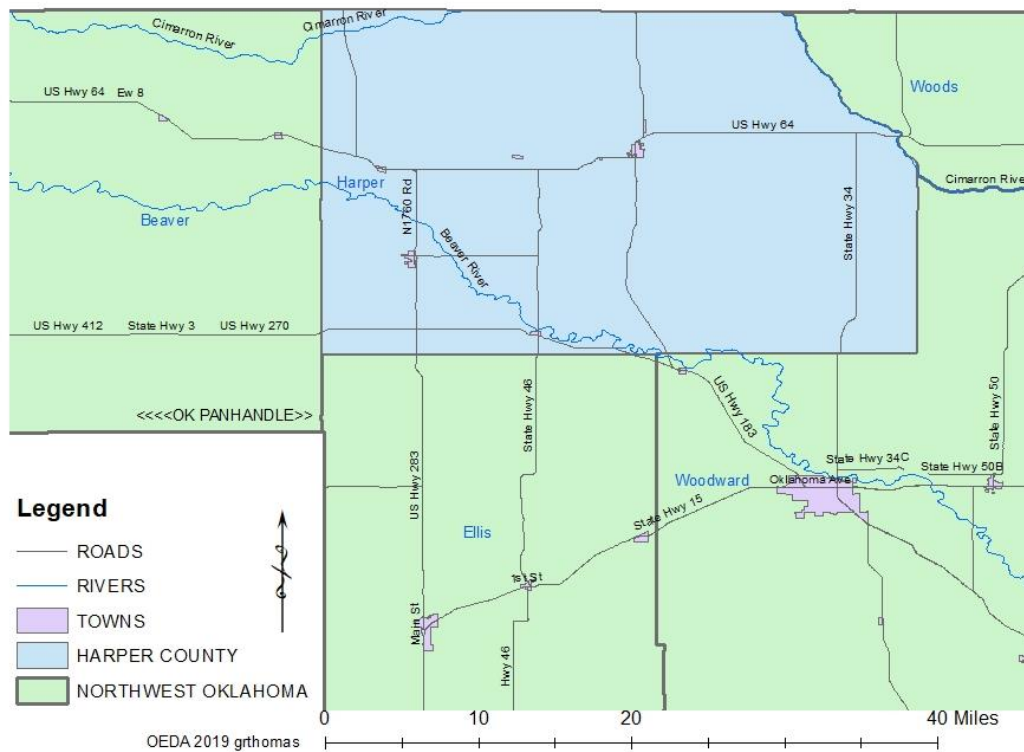 Cimarron River
Cimarron River
US Hwy 64
Ew 8
Woods
US Hwy 64
Harper
Beaver
N1760 Rd
Beaver River
State Hwy 34
Cimarron River
US Hwy 412
State Hwy 3
US Hwy 270
<<<<OK PANHANDLE>>
US Hwy 283
State Hwy 46
US Hwy 183
State Hwy 50
State Hwy 34C
State Hwy 50B
Woodward
Oklahoma Ave
State Hwy 15
Ellis
1st St
Main St
Hwy 46
Legend
ROADS
RIVERS
TOWNS
HARPER COUNTY
NORTHWEST OKLAHOMA
0 10 20 40 Miles
OEDA 2019 grthomas